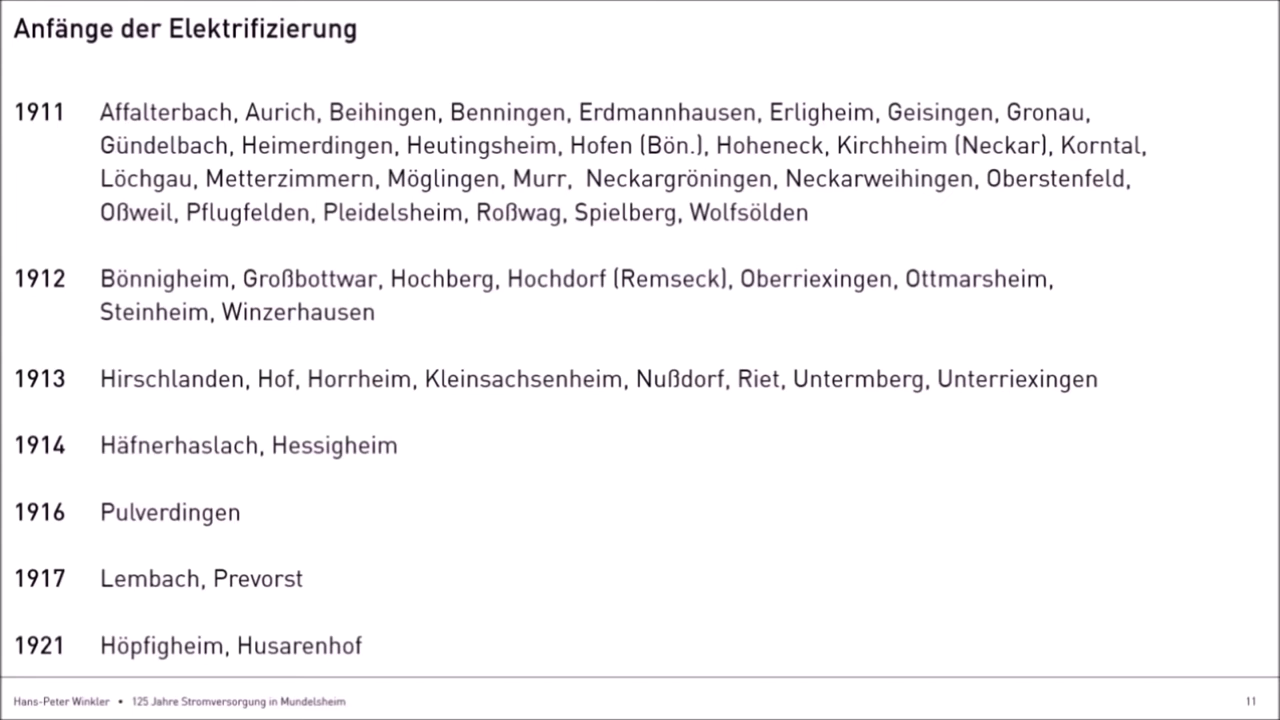 Anfänge der Elektrifizierung
1911 Affalterbach, Aurich, Beihingen, Benningen, Erdmannhausen, Erligheim, Geisingen, Gronau,
Gündelbach, Heimerdingen, Heutingsheim, Hofen (Bön.), Hoheneck, Kirchheim (Neckar), Korntal,
Löchgau, Metterzimmern, Möglingen, Murr, Neckargröningen, Neckarweihingen, Oberstenfeld,
Oßweil, Pflugfelden, Pleidelsheim, Roßwag, Spielberg, Wolfsölden
1912 Bönnigheim, Großbottwar, Hochberg, Hochdorf (Remseck), Oberriexingen, Ottmarsheim,
Steinheim, Winzerhausen
1913 Hirschlanden, Hof, Horrheim, Kleinsachsenheim, Nußdorf, Riet, Untermberg, Unterriexingen
1914 Häfnerhaslach, Hessigheim
1916 Pulverdingen
1917 Lembach, Prevorst
1921 Höpfigheim, Husarenhof
Hans-Peter Winkler • 125 Jahre Stromversorgung in Mundelsheim 11